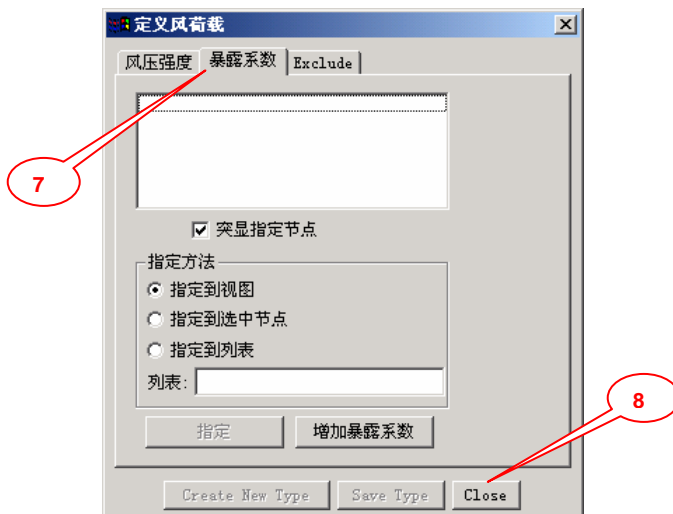 定义风荷载
风压强度 暴露系数 Exclude
7
突显指定节点
指定方法
指定到视图
指定到选中节点
指定到列表
列表:
8
指定 增加暴露系数
Create New Type Save Type Close